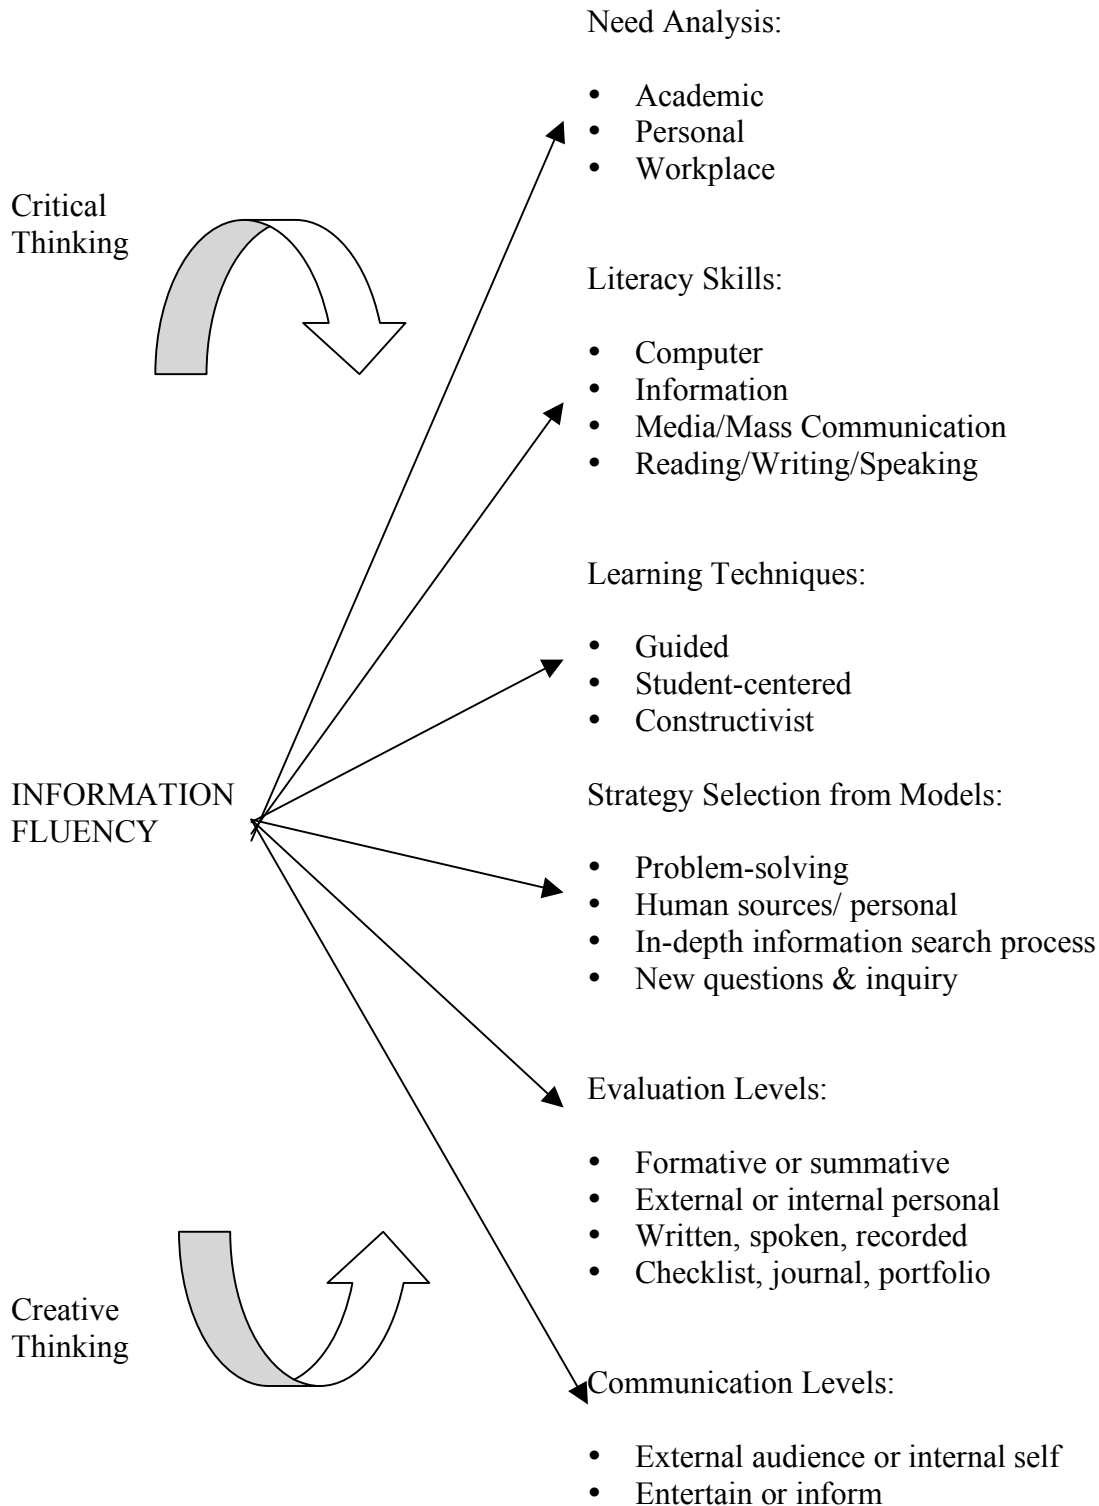 Need Analysis:
• Academic
• Personal
• Workplace
Critical
Thinking
Literacy Skills:
• Computer
• Information
• Media/Mass Communication
• Reading/Writing/Speaking
Learning Techniques:
• Guided
• Student-centered
• Constructivist
INFORMATION
FLUENCY
Strategy Selection from Models:
• Problem-solving
• Human sources/ personal
• In-depth information search process
• New questions & inquiry
Evaluation Levels:
• Formative or summative
• External or internal personal
• Written, spoken, recorded
• Checklist, journal, portfolio
Creative
Thinking
Communication Levels:
• External audience or internal self
• Entertain or inform